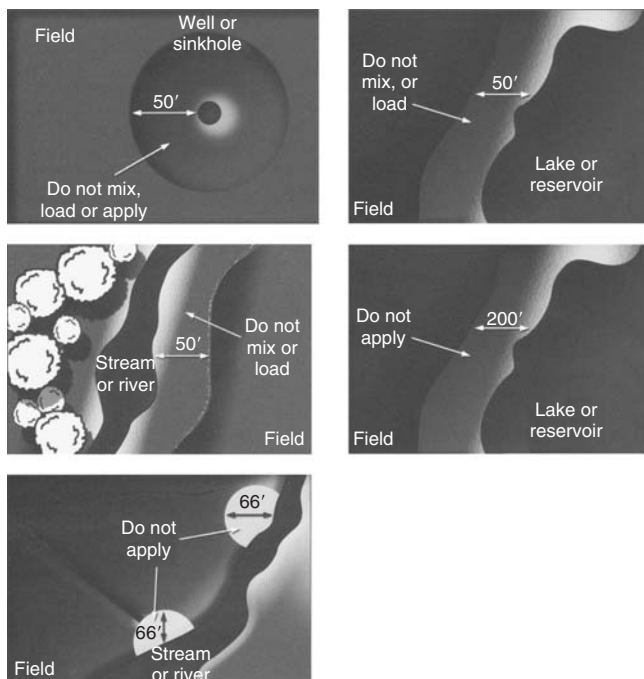 Field
Well or
sinkhole
50′
Do not mix,
load or apply
Do not
mix, or
load
50′
Lake or
reservoir
Field
Stream
or river
50′
Do not
mix or
load
Field
Do not
apply
200′
Lake or
reservoir
Field
66′
Do not
apply
66′
Stream
or river
Field